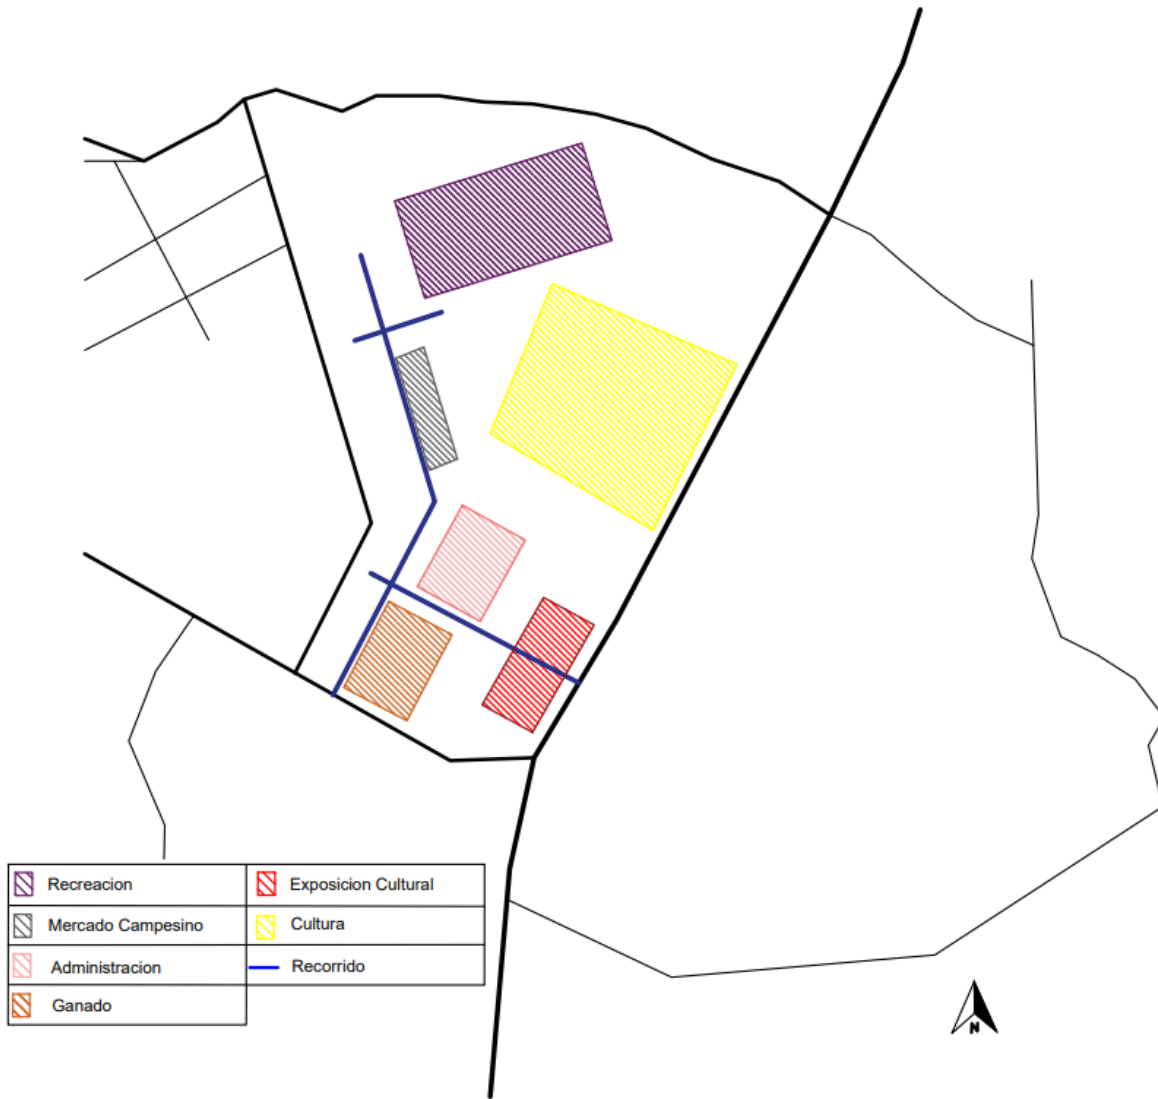 Recreacion
Exposicion Cultural
Mercado Campesino
Cultura
Administracion
Recorrido
Ganado
N